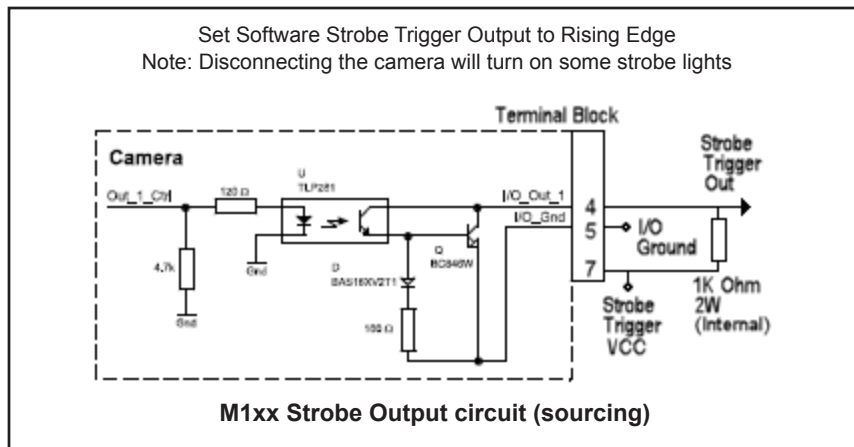 Set Software Strobe Trigger Output to Rising Edge
Note: Disconnecting the camera will turn on some strobe lights
Terminal Block
Camera
Strobe
Trigger
Out
Out_1_Ctrl
120 Ω
U
TLP281
I/O_Out_1
I/O_Gnd
4
5
7
I/O
Ground
4.7k
Gnd
Gnd
D
BAS16XV2T1
Q
BC846W
100 Ω
Strobe
Trigger
VCC
1K Ohm
2W
(Internal)
M1xx Strobe Output circuit (sourcing)